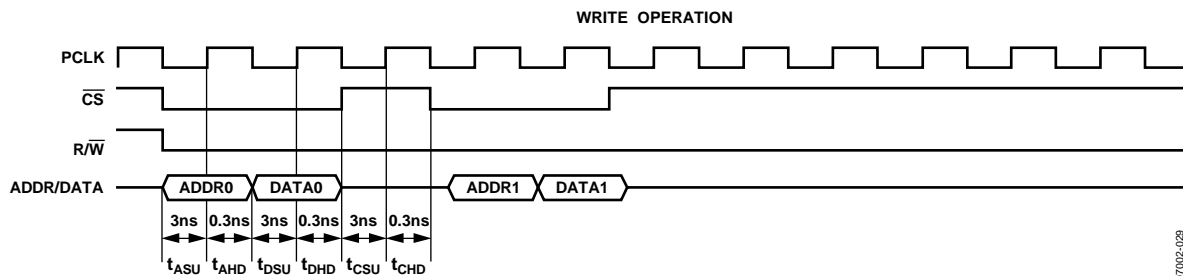 WRITE OPERATION
PCLK
CS
R/W
ADDR/DATA
ADDR0 DATA0 ADDR1 DATA1
3ns 0.3ns 3ns 0.3ns 3ns 0.3ns
tASU tAHD tDSU tDHD tCSU tCHD
07002-029